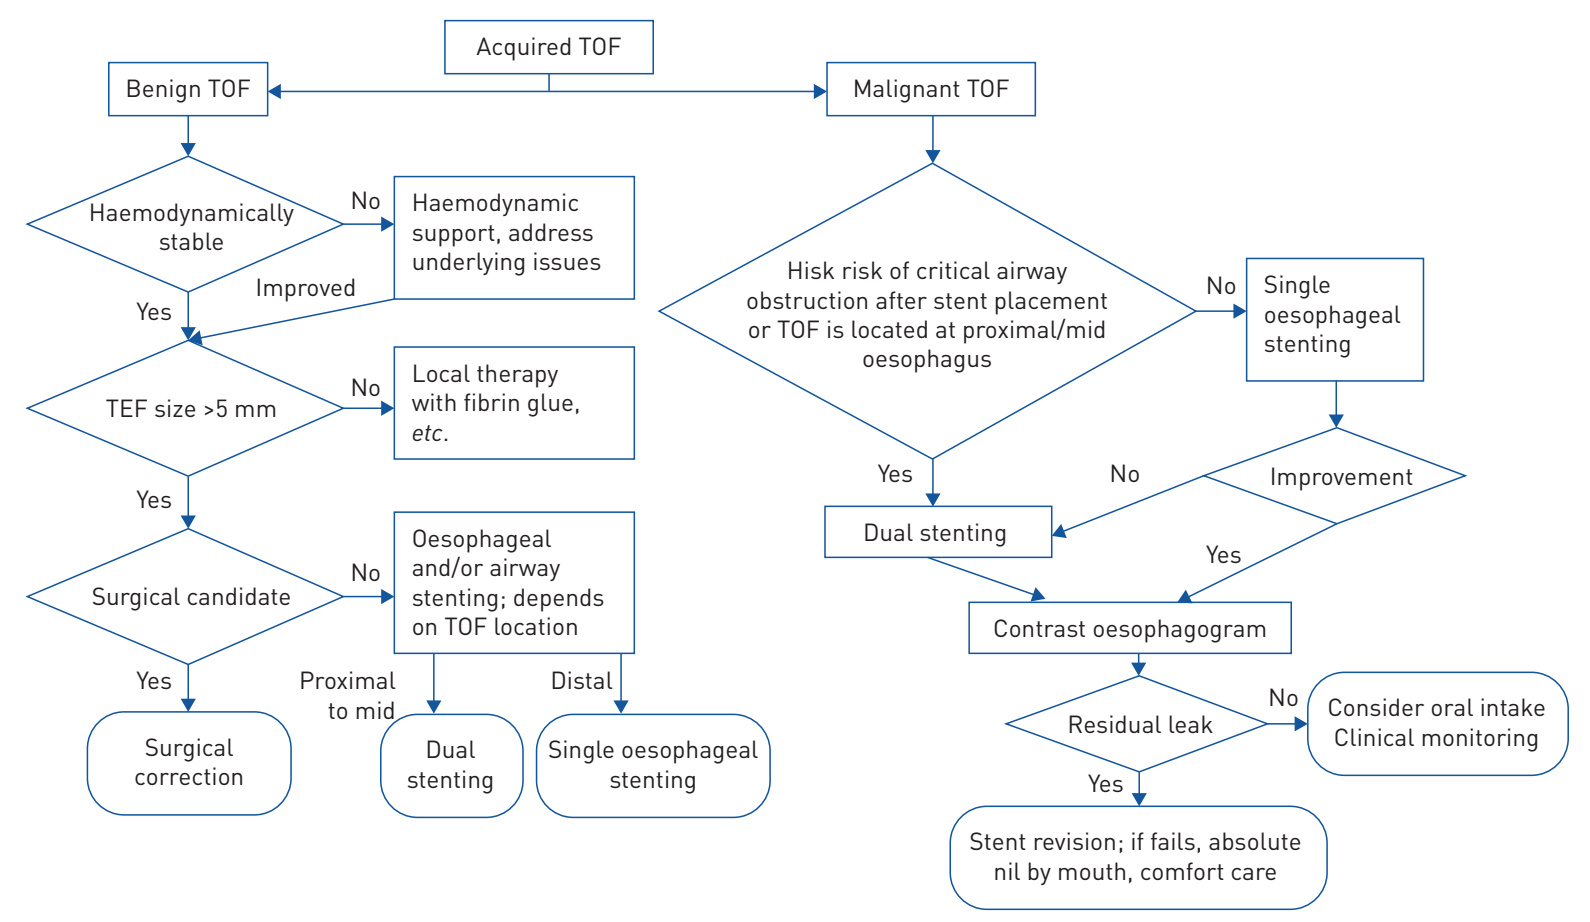 Acquired TOF
Benign TOF
Malignant TOF
Haemodynamically
stable
No
Haemodynamic
support, address
underlying issues
Improved
Yes
TEF size >5 mm
No
Local therapy
with fibrin glue,
etc.
Yes
Surgical candidate
No
Oesophageal
and/or airway
stenting; depends
on TOF location
Yes
Proximal
to mid
Distal
Surgical
correction
Dual
stenting
Single oesophageal
stenting
Hisk risk of critical airway
obstruction after stent placement
or TOF is located at proximal/mid
oesophagus
No
Single
oesophageal
stenting
Yes
No
Improvement
Dual stenting
Yes
Contrast oesophagogram
Residual leak
No
Consider oral intake
Clinical monitoring
Yes
Stent revision; if fails, absolute
nil by mouth, comfort care